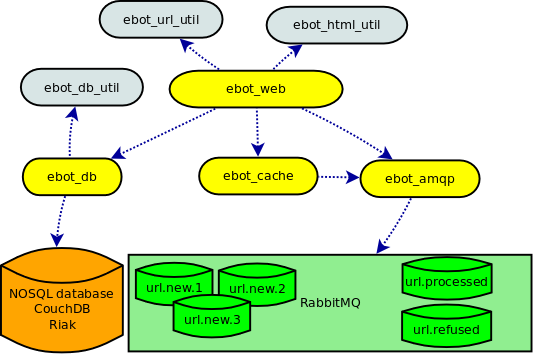 ebot_url_util
ebot_html_util
ebot_db_util
ebot_web
ebot_db
ebot_cache
ebot_amqp
NOSQL database
CouchDB
Riak
url.new.1
url.new.2
url.new.3
RabbitMQ
url.processed
url.refused